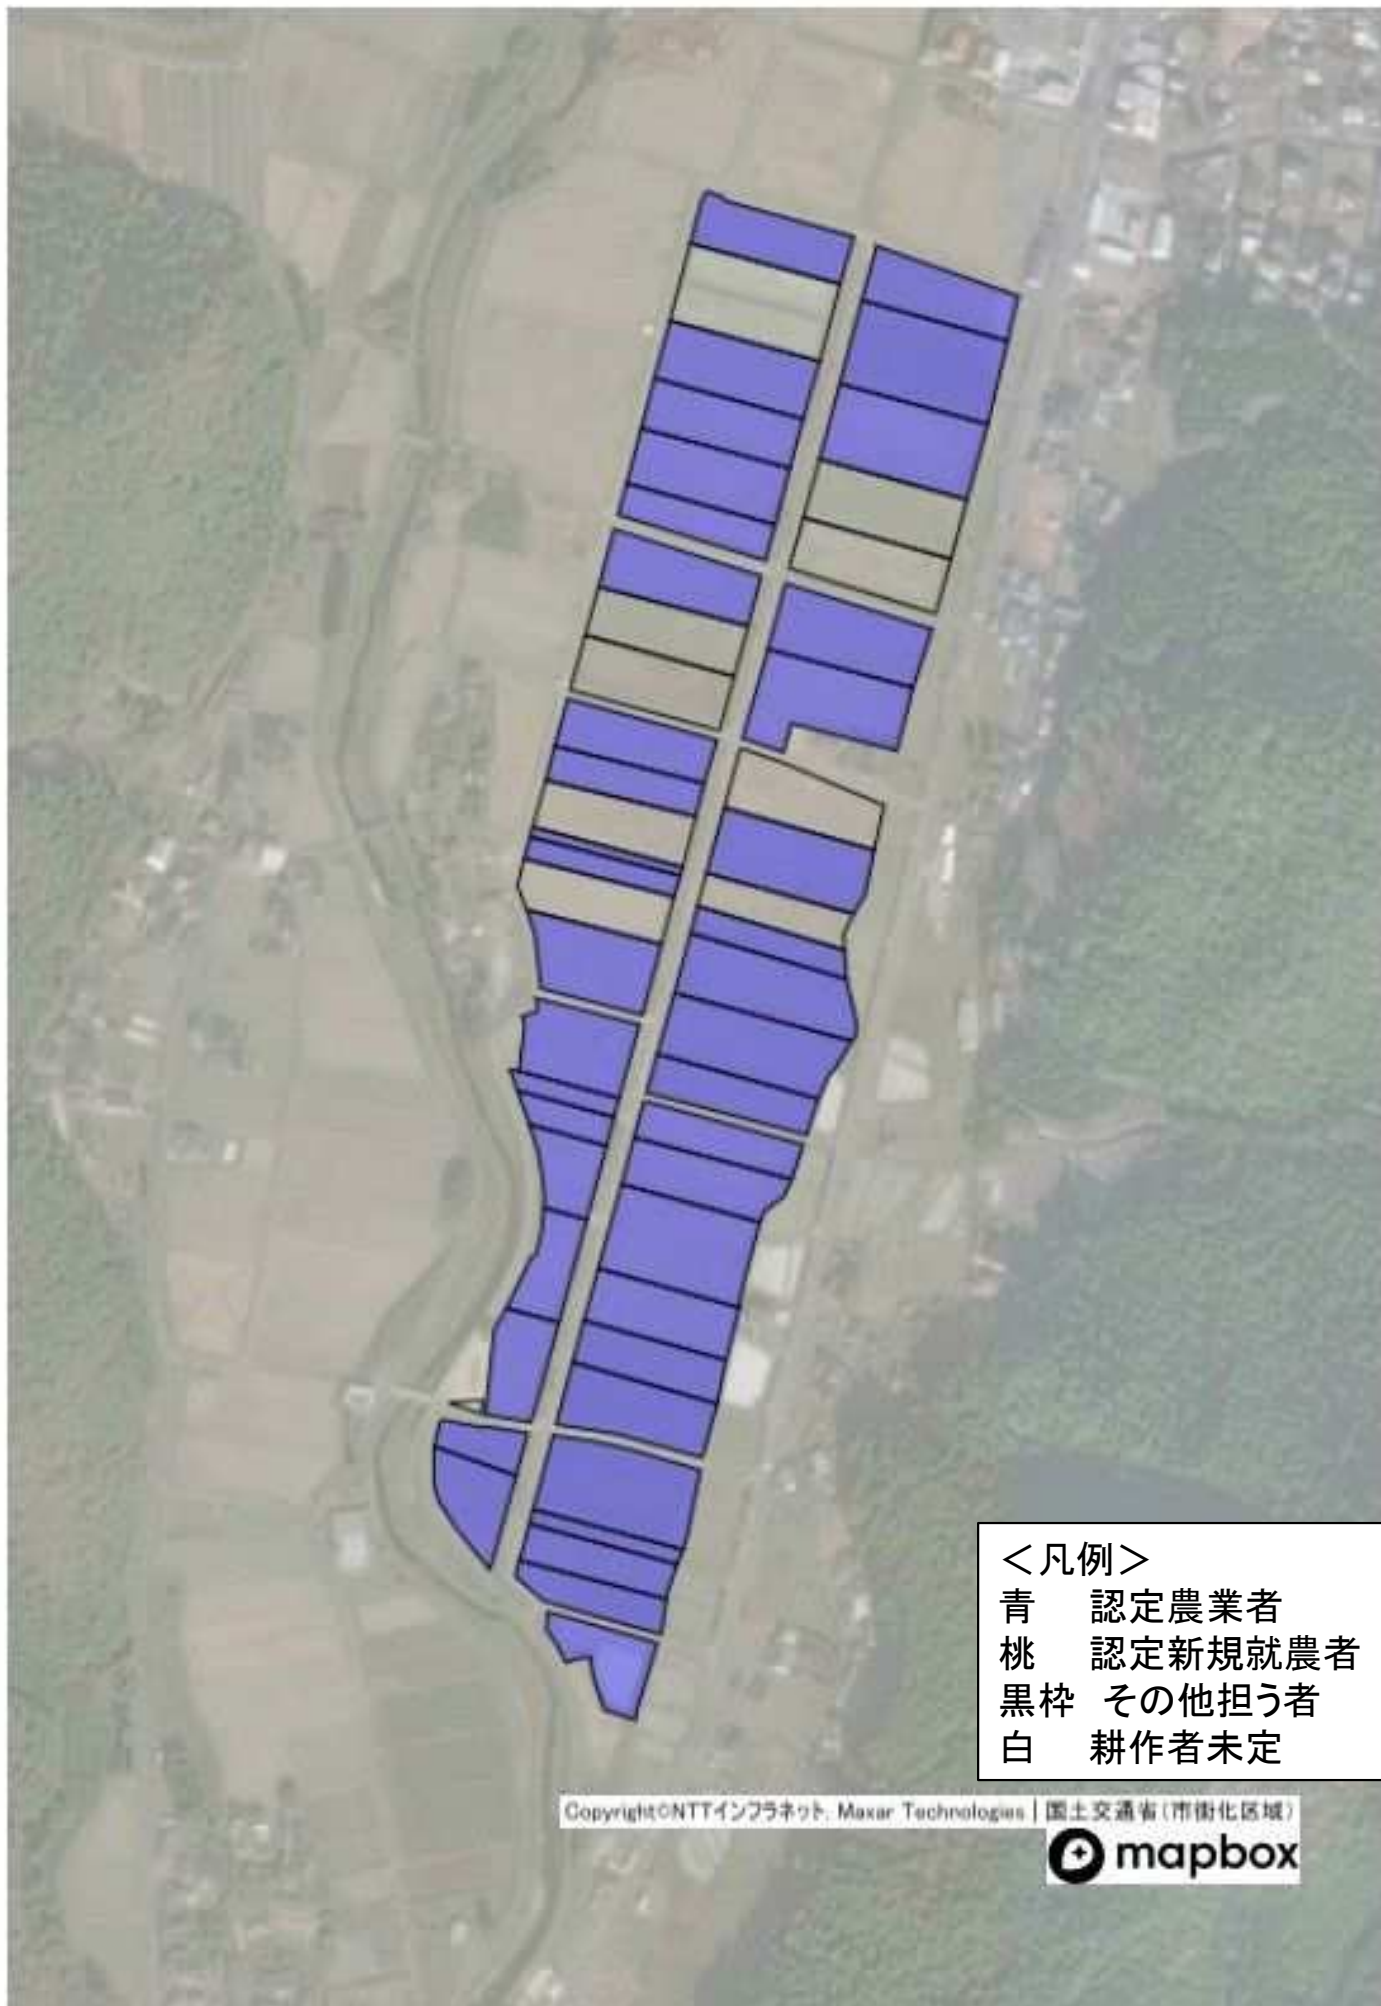 ＜凡例＞
青　認定農業者
桃　認定新規就農者
黒枠　その他担う者
白　耕作者未定
Copyright©NTTインフラネット, Maxar Technologies | 国土交通省(市街化区域)
mapbox